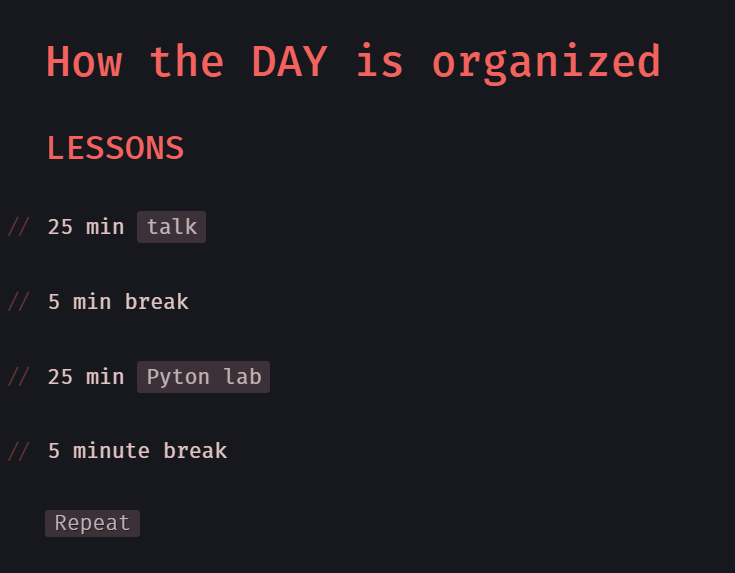 How the DAY is organized
LESSONS
// 25 min talk
// 5 min break
// 25 min Pyton lab
// 5 minute break
Repeat